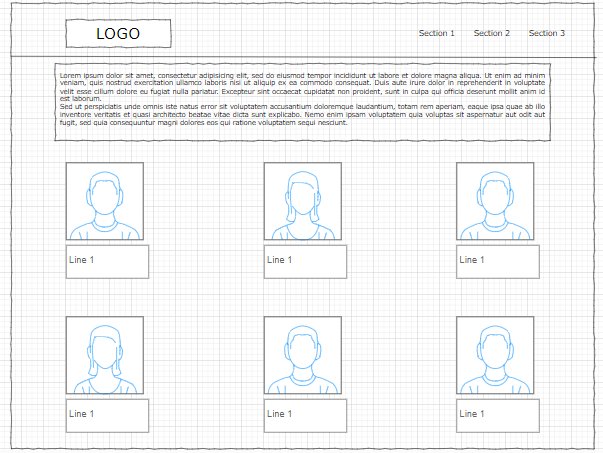 LOGO
Section 1 Section 2 Section 3
Lorem ipsum dolor sit amet, consectetur adipisicing elit, sed do eiusmod tempor incididunt ut labore et dolore magna aliqua. Ut enim ad minim
veniam, quis nostrud exercitation ullamco laboris nisi ut aliquip ex ea commodo consequat. Duis aute irure dolor in reprehenderit in voluptate
velit esse cillum dolore eu fugiat nulla pariatur. Excepteur sint occaecat cupidatat non proident, sunt in culpa qui officia deserunt mollit anim id
est laborum.
Sed ut perspiciatis unde omnis iste natus error sit voluptatem accusantium doloremque laudantium, totam rem aperiam, eaque ipsa quae ab illo
inventore veritatis et quasi architecto beatae vitae dicta sunt explicabo. Nemo enim ipsam voluptatem quia voluptas sit aspernatur aut odit aut
fugit, sed quia consequuntur magni dolores eos qui ratione voluptatem sequi nesciunt.
Line 1
Line 1
Line 1
Line 1
Line 1
Line 1